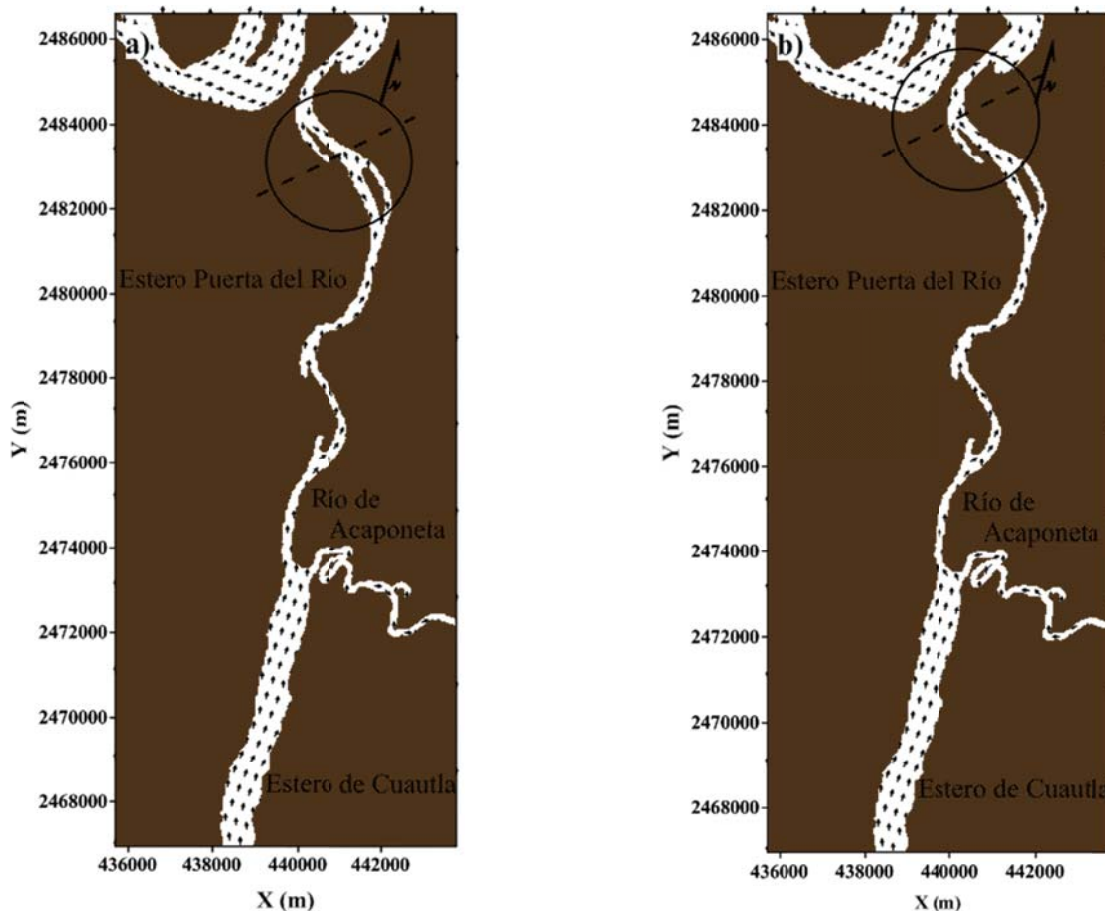 a)
2486000
2484000
2482000
2480000
2478000
2476000
2474000
2472000
2470000
2468000
Y (m)
N
Estero Puerta del Río
Río de
Acaponeta
Estero de Cuautla
436000 438000 440000 442000
X (m)
b)
2486000
2484000
2482000
2480000
2478000
2476000
2474000
2472000
2470000
2468000
Y (m)
N
Estero Puerta del Río
Río de
Acaponeta
Estero de Cuautla
436000 438000 440000 442000
X (m)